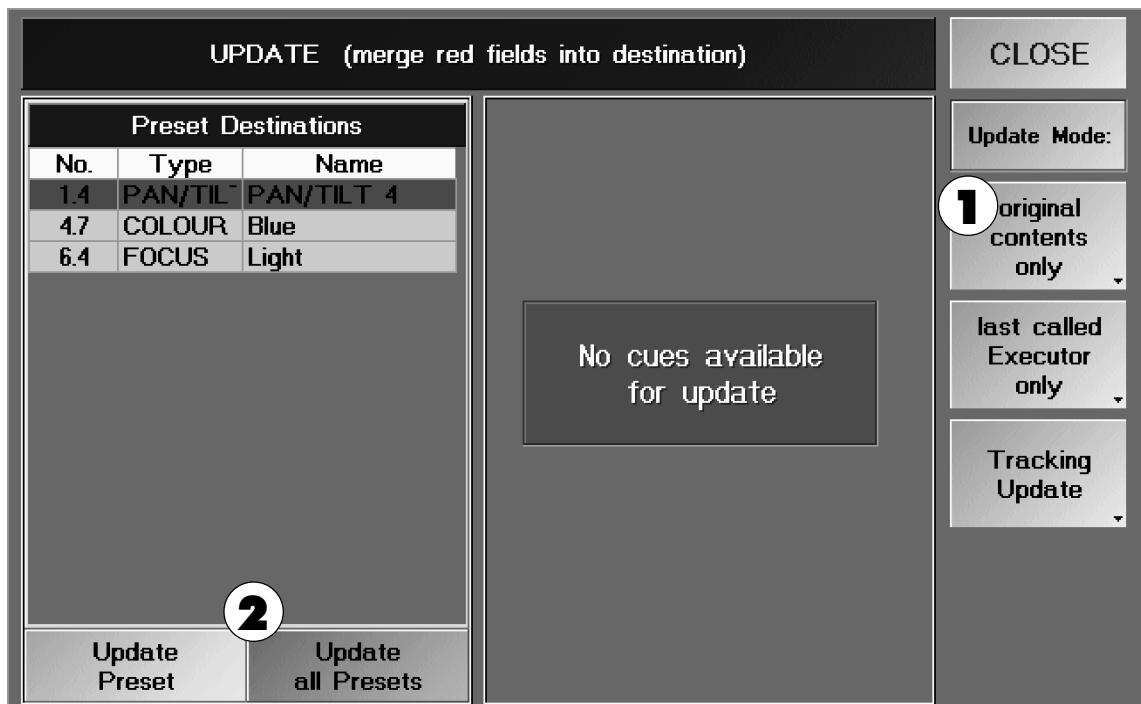 UPDATE (merge red fields into destination)
CLOSE
Preset Destinations
No. Type Name
1.4 PAN/TIL PAN/TILT 4
4.7 COLOUR Blue
6.4 FOCUS Light
No cues available
for update
Update Mode:
1
original
contents
only
last called
Executor
only
Tracking
Update
2
Update
Preset
Update
all Presets